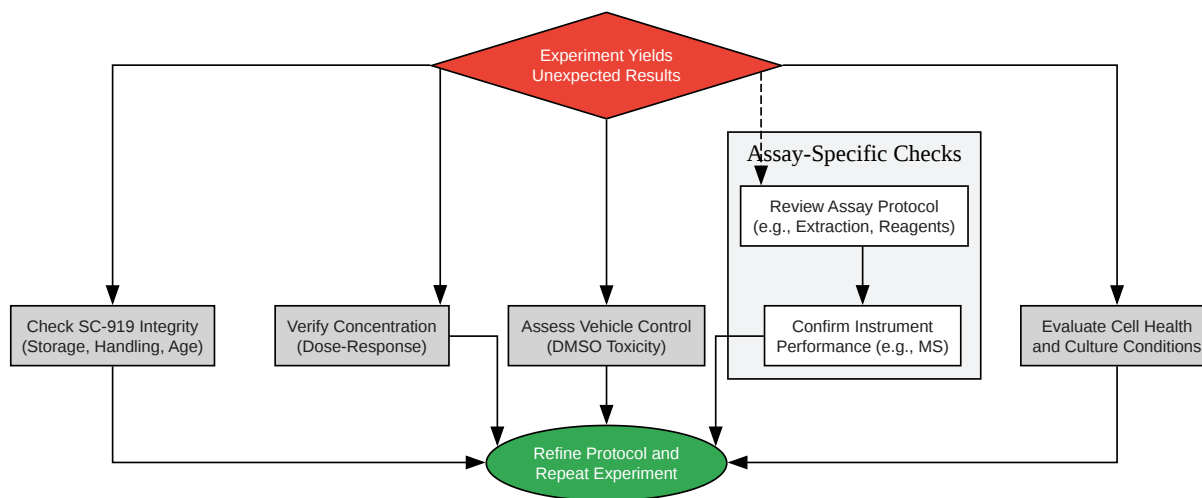 Experiment Yields
Unexpected Results
Assay-Specific Checks
Review Assay Protocol
(e.g., Extraction, Reagents)
Check SC-919 Integrity
(Storage, Handling, Age)
Verify Concentration
(Dose-Response)
Assess Vehicle Control
(DMSO Toxicity)
Confirm Instrument
Performance (e.g., MS)
Evaluate Cell Health
and Culture Conditions
Refine Protocol and
Repeat Experiment